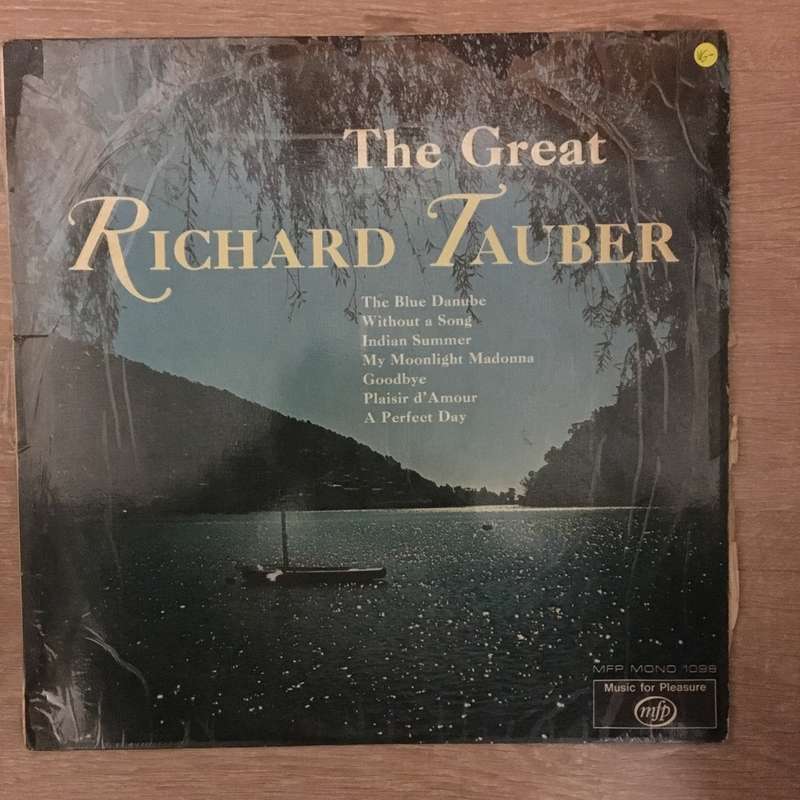 VG-
The Great
RICHARD TAUBER
The Blue Danube
Without a Song
Indian Summer
My Moonlight Madonna
Goodbye
Plaisir d'Amour
A Perfect Day
MFP MONO 1098
Music for Pleasure
mfp